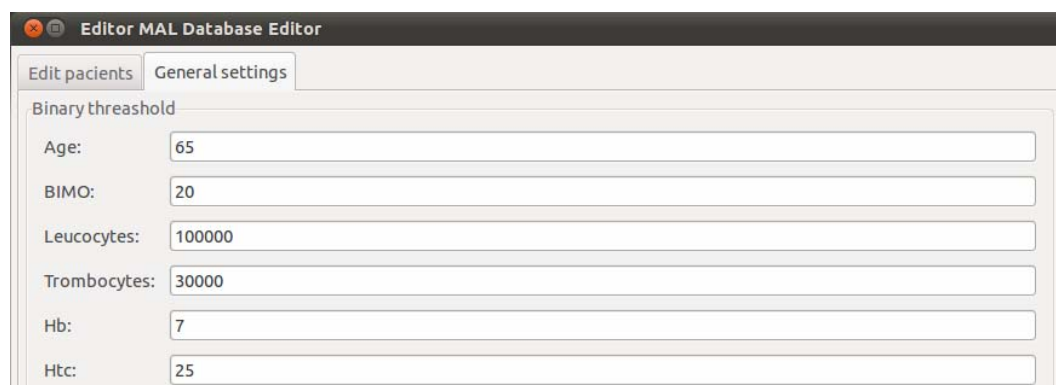 Editor MAL Database Editor
Edit pacients General settings
Binary threashold
Age: 65
BIMO: 20
Leucocytes: 100000
Trombocytes: 30000
Hb: 7
Htc: 25